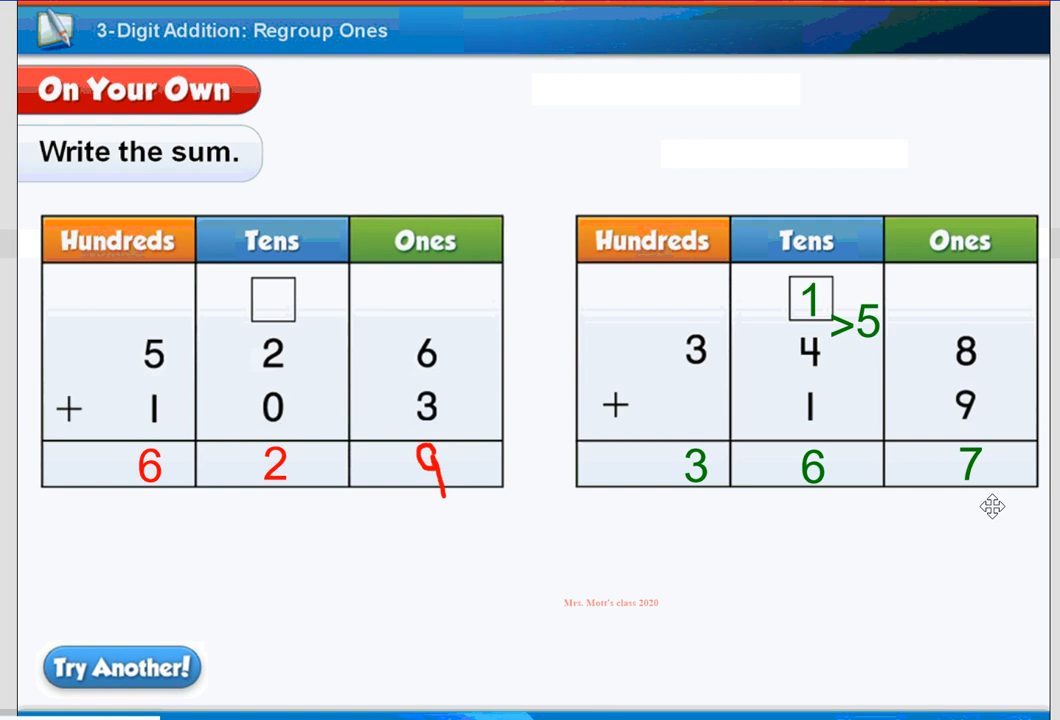 3-Digit Addition: Regroup Ones
On Your Own
Write the sum.
Hundreds Tens Ones
5 2 6
+ 1 0 3
6 2 9
Hundreds Tens Ones
1
>5
3 4 8
+ 1 9
3 6 7
Mrs. Mott's class 2020
Try Another!